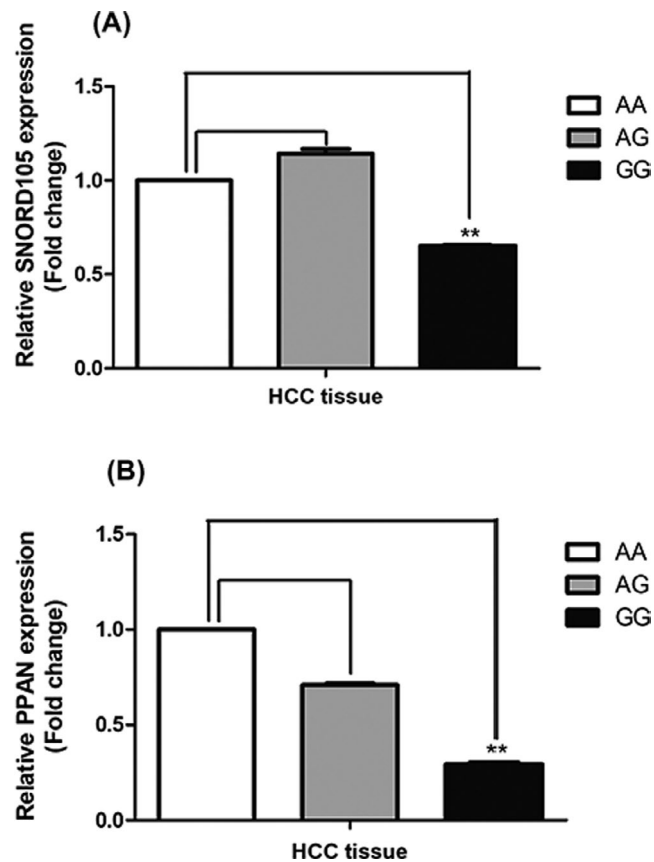 (A)
Relative SNORD105 expression
(Fold change)
1.5
1.0
0.5
0.0
**
HCC tissue
AA
AG
GG
(B)
Relative PPAN expression
(Fold change)
1.5
1.0
0.5
0.0
**
HCC tissue
AA
AG
GG